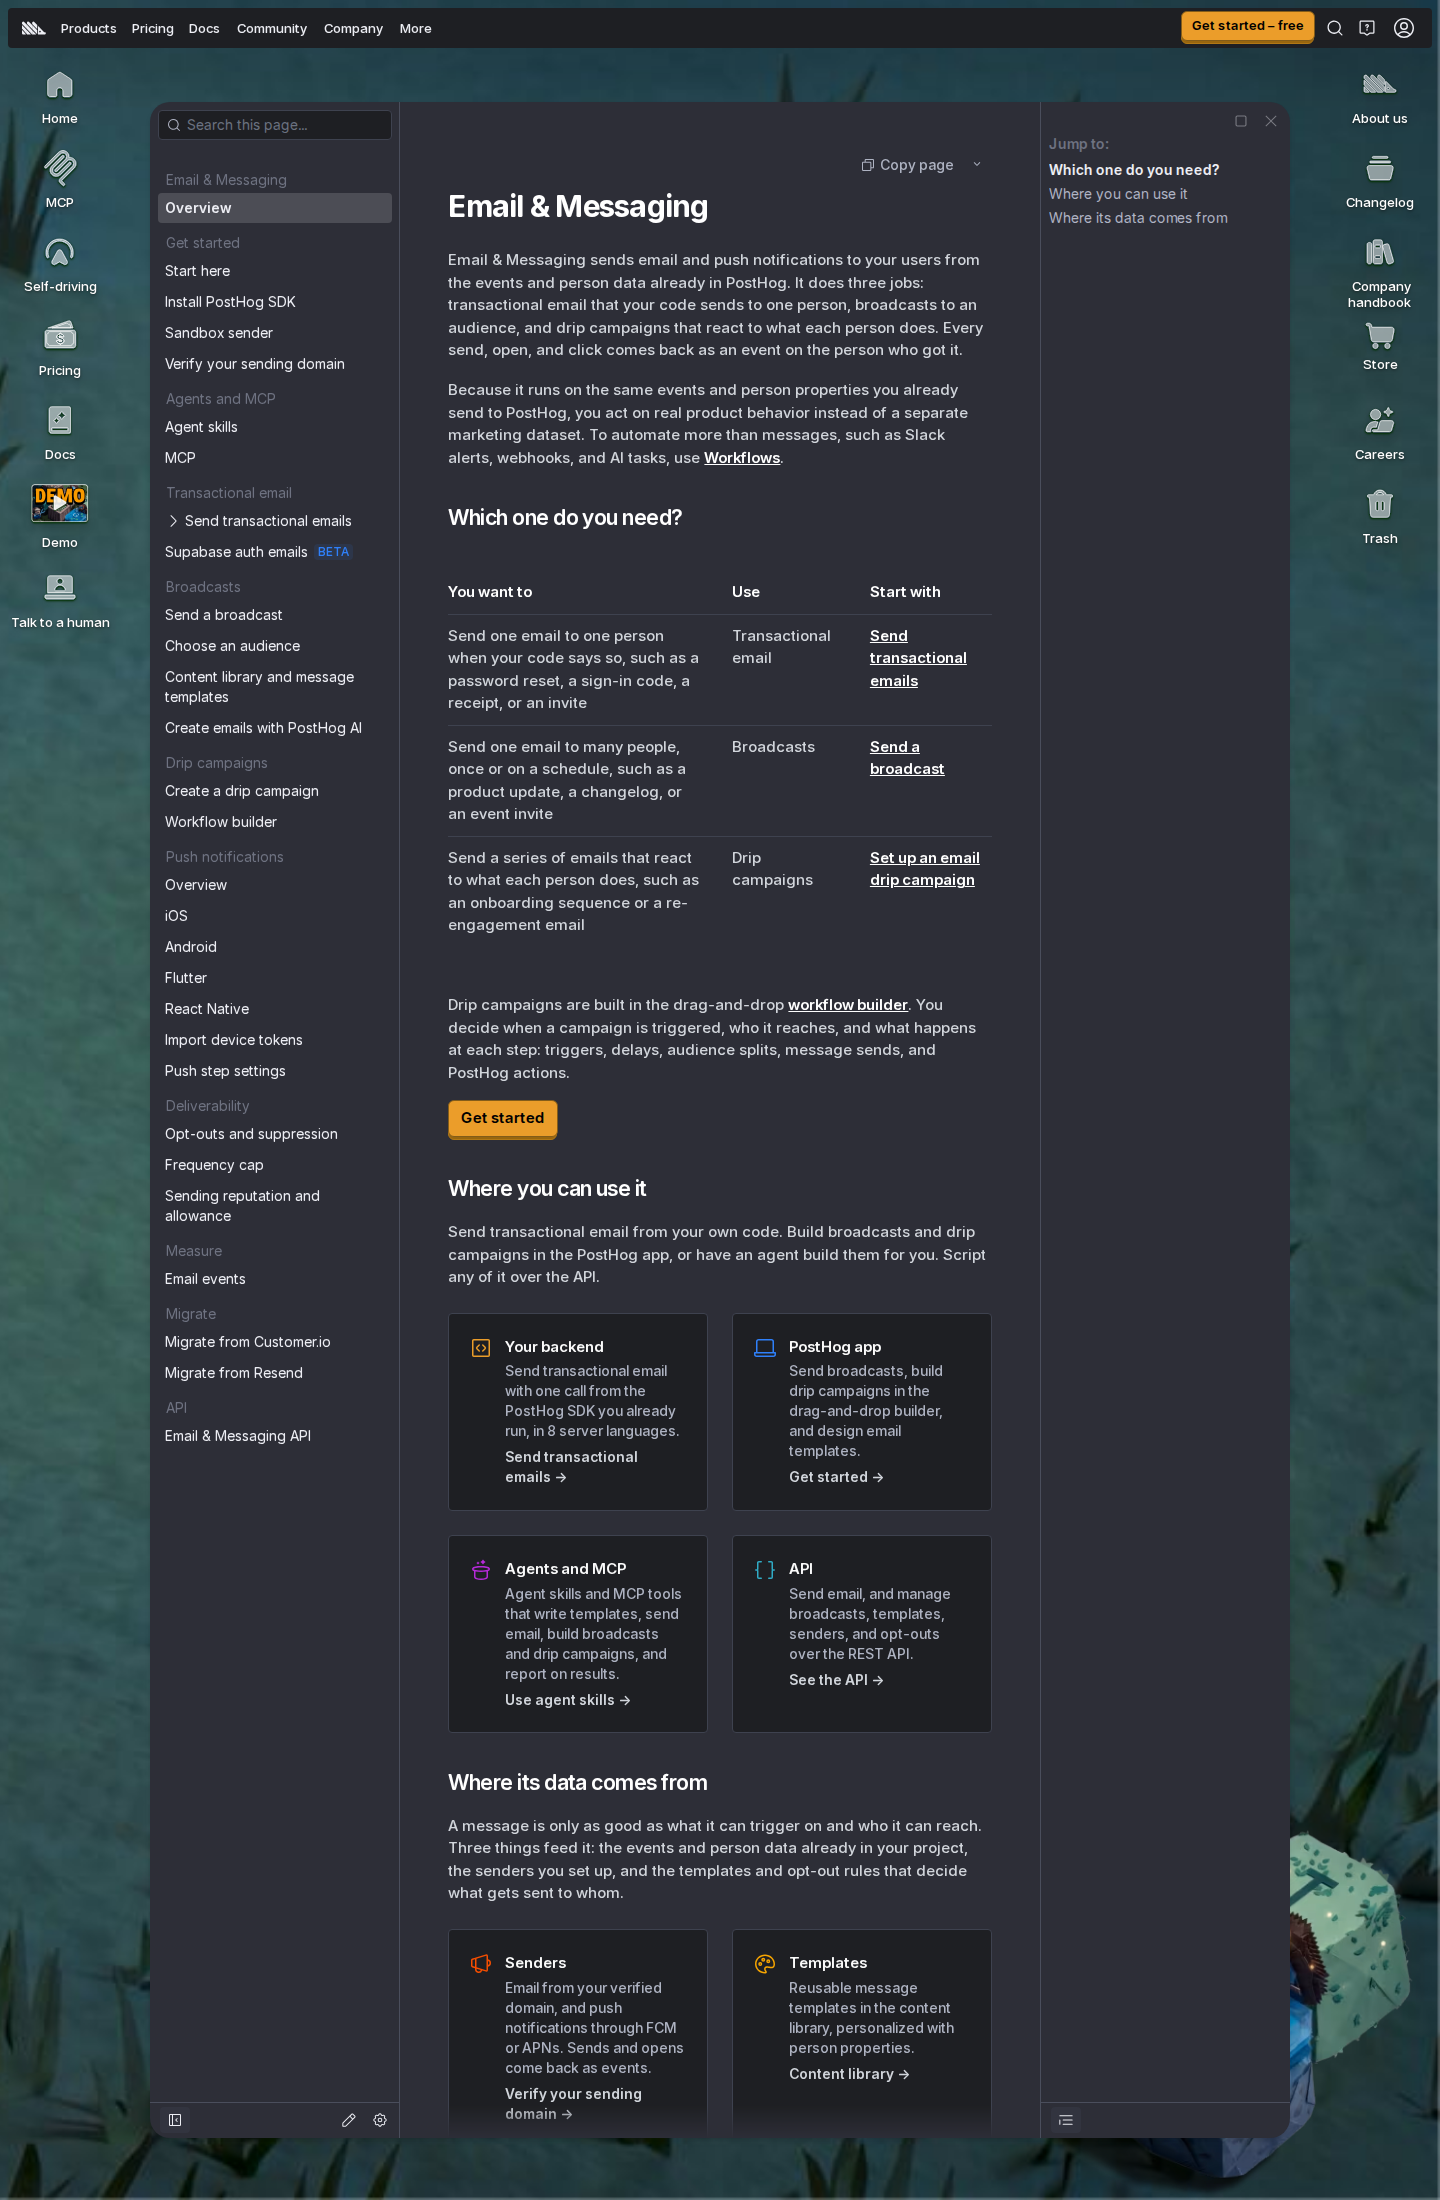 Products Pricing Docs Community Company More
Get started – free
Home
MCP
Self-driving
Pricing
Docs
DEMO
Demo
Talk to a human
About us
Changelog
Company
handbook
Store
Careers
Trash
Search this page...
Email & Messaging
Overview
Get started
Start here
Install PostHog SDK
Sandbox sender
Verify your sending domain
Agents and MCP
Agent skills
MCP
Transactional email
Send transactional emails
Supabase auth emails BETA
Broadcasts
Send a broadcast
Choose an audience
Content library and message
templates
Create emails with PostHog AI
Drip campaigns
Create a drip campaign
Workflow builder
Push notifications
Overview
iOS
Android
Flutter
React Native
Import device tokens
Push step settings
Deliverability
Opt-outs and suppression
Frequency cap
Sending reputation and
allowance
Measure
Email events
Migrate
Migrate from Customer.io
Migrate from Resend
API
Email & Messaging API
Copy page
Email & Messaging
Email & Messaging sends email and push notifications to your users from
the events and person data already in PostHog. It does three jobs:
transactional email that your code sends to one person, broadcasts to an
audience, and drip campaigns that react to what each person does. Every
send, open, and click comes back as an event on the person who got it.
Because it runs on the same events and person properties you already
send to PostHog, you act on real product behavior instead of a separate
marketing dataset. To automate more than messages, such as Slack
alerts, webhooks, and AI tasks, use Workflows.
Which one do you need?
You want to Use Start with
Send one email to one person
when your code says so, such as a
password reset, a sign-in code, a
receipt, or an invite
Transactional
email
Send
transactional
emails
Send one email to many people,
once or on a schedule, such as a
product update, a changelog, or
an event invite
Broadcasts
Send a
broadcast
Send a series of emails that react
to what each person does, such as
an onboarding sequence or a re-
engagement email
Drip
campaigns
Set up an email
drip campaign
Drip campaigns are built in the drag-and-drop workflow builder. You
decide when a campaign is triggered, who it reaches, and what happens
at each step: triggers, delays, audience splits, message sends, and
PostHog actions.
Get started
Where you can use it
Send transactional email from your own code. Build broadcasts and drip
campaigns in the PostHog app, or have an agent build them for you. Script
any of it over the API.
Your backend
Send transactional email
with one call from the
PostHog SDK you already
run, in 8 server languages.
Send transactional
emails →
PostHog app
Send broadcasts, build
drip campaigns in the
drag-and-drop builder,
and design email
templates.
Get started →
Agents and MCP
Agent skills and MCP tools
that write templates, send
email, build broadcasts
and drip campaigns, and
report on results.
Use agent skills →
API
Send email, and manage
broadcasts, templates,
senders, and opt-outs
over the REST API.
See the API →
Where its data comes from
A message is only as good as what it can trigger on and who it can reach.
Three things feed it: the events and person data already in your project,
the senders you set up, and the templates and opt-out rules that decide
what gets sent to whom.
Senders
Email from your verified
domain, and push
notifications through FCM
or APNs. Sends and opens
come back as events.
Verify your sending
domain →
Templates
Reusable message
templates in the content
library, personalized with
person properties.
Content library →
Jump to:
Which one do you need?
Where you can use it
Where its data comes from